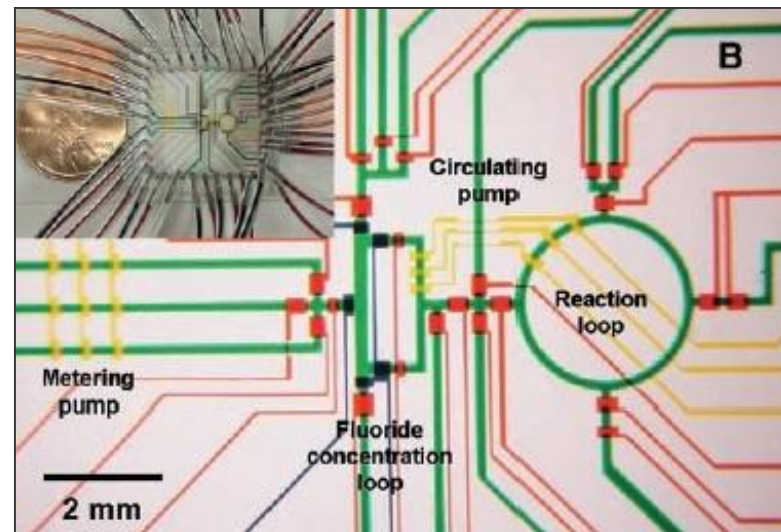 B
Circulating
pump
Reaction
loop
Metering
pump
Fluoride
concentration
loop
2 mm